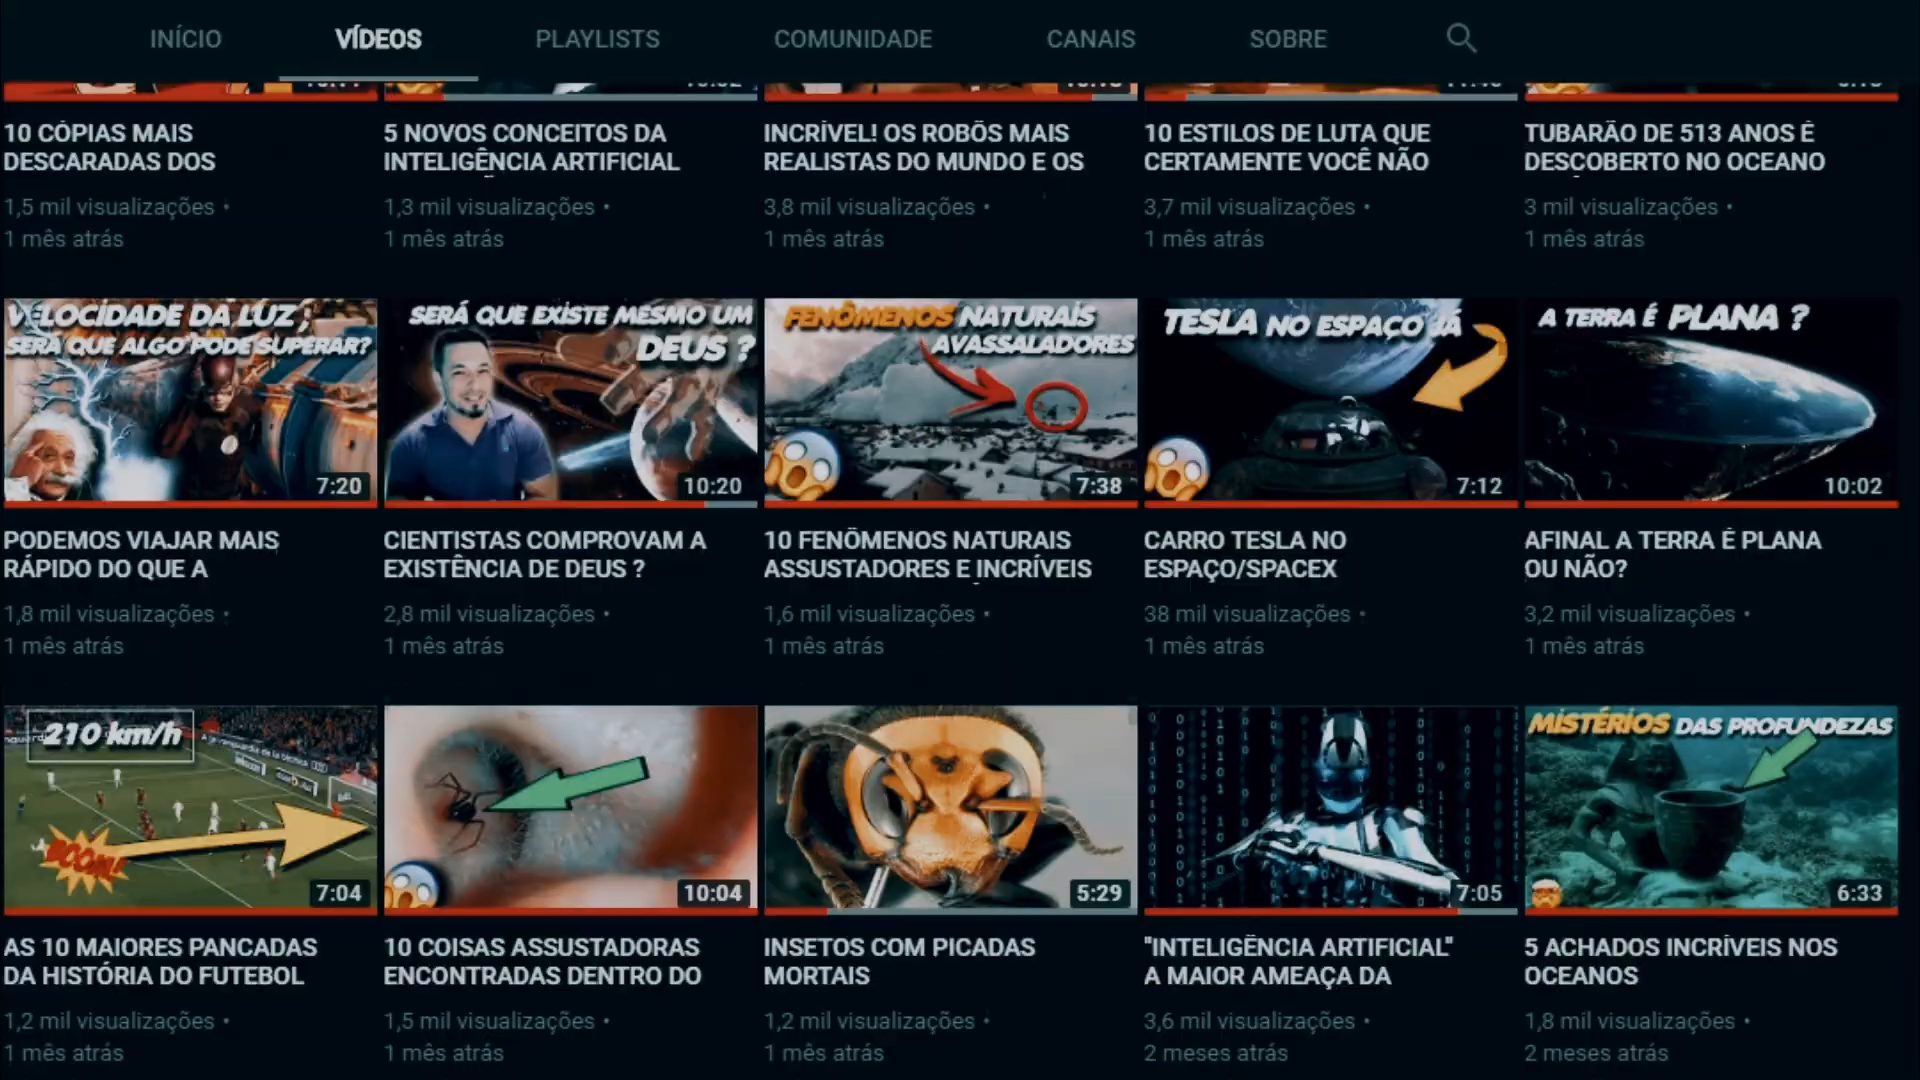 INÍCIO
VÍDEOS
PLAYLISTS
COMUNIDADE
CANAIS
SOBRE
10 CÓPIAS MAIS
DESCARADAS DOS
1,5 mil visualizações •
1 mês atrás
5 NOVOS CONCEITOS DA
INTELIGÊNCIA ARTIFICIAL
1,3 mil visualizações •
1 mês atrás
INCRÍVEL! OS ROBÔS MAIS
REALISTAS DO MUNDO E OS
3,8 mil visualizações •
1 mês atrás
10 ESTILOS DE LUTA QUE
CERTAMENTE VOCÊ NÃO
3,7 mil visualizações •
1 mês atrás
TUBARÃO DE 513 ANOS É
DESCOBERTO NO OCEANO
3 mil visualizações •
1 mês atrás
VELOCIDADE DA LUZ,
SERÁ QUE ALGO PODE SUPERAR?
7:20
PODEMOS VIAJAR MAIS
RÁPIDO DO QUE A
1,8 mil visualizações •
1 mês atrás
SERÁ QUE EXISTE MESMO UM
DEUS ?
10:20
CIENTISTAS COMPROVAM A
EXISTÊNCIA DE DEUS ?
2,8 mil visualizações •
1 mês atrás
FENÔMENOS NATURAIS
AVASSALADORES
7:38
10 FENÔMENOS NATURAIS
ASSUSTADORES E INCRÍVEIS
1,6 mil visualizações •
1 mês atrás
TESLA NO ESPAÇO JÁ
7:12
CARRO TESLA NO
ESPAÇO/SPACEX
38 mil visualizações •
1 mês atrás
A TERRA É PLANA ?
10:02
AFINAL A TERRA É PLANA
OU NÃO?
3,2 mil visualizações •
1 mês atrás
210 km/h
BOOM!
7:04
AS 10 MAIORES PANCADAS
DA HISTÓRIA DO FUTEBOL
1,2 mil visualizações •
1 mês atrás
10:04
10 COISAS ASSUSTADORAS
ENCONTRADAS DENTRO DO
1,5 mil visualizações •
1 mês atrás
5:29
INSETOS COM PICADAS
MORTAIS
1,2 mil visualizações •
1 mês atrás
7:05
"INTELIGÊNCIA ARTIFICIAL"
A MAIOR AMEAÇA DA
3,6 mil visualizações •
2 meses atrás
MISTÉRIOS DAS PROFUNDEZAS
6:33
5 ACHADOS INCRÍVEIS NOS
OCEANOS
1,8 mil visualizações •
2 meses atrás